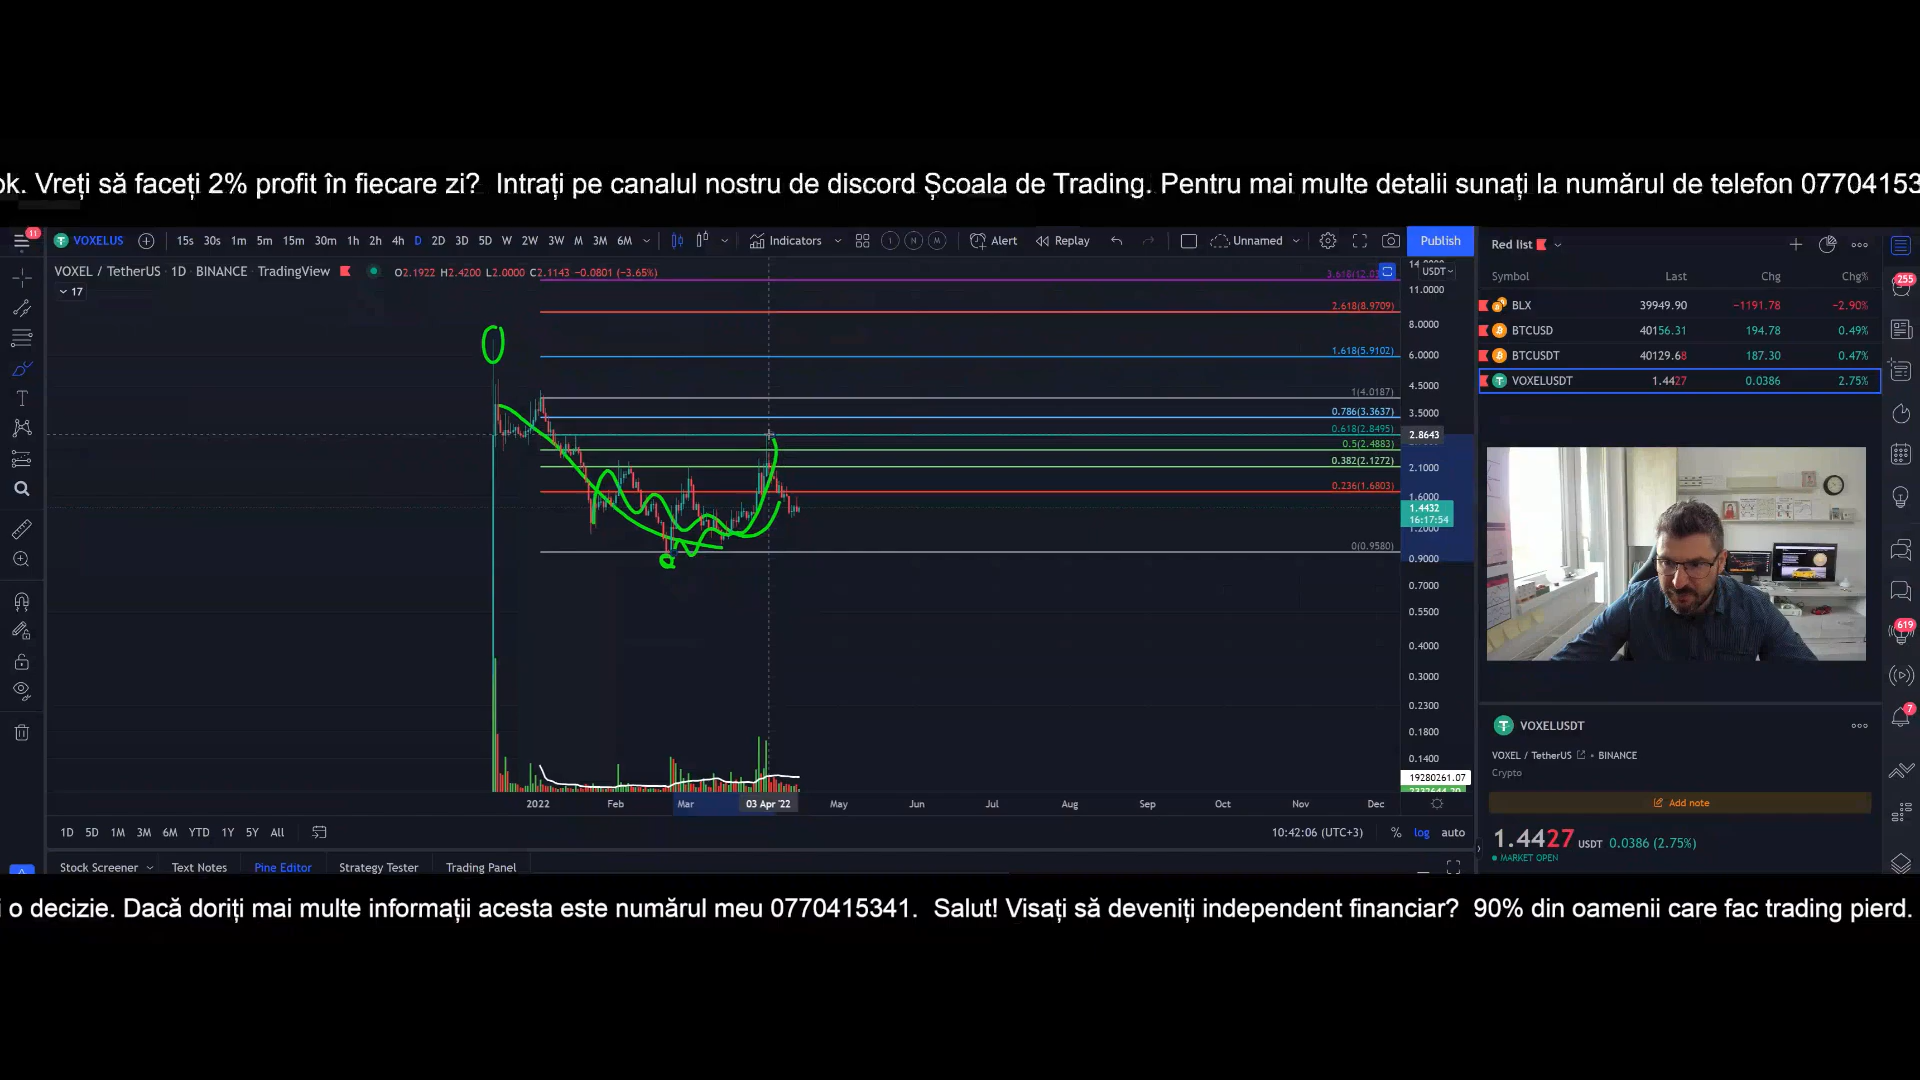 ok. Vreți să faceți 2% profit în fiecare zi?  Intrați pe canalul nostru de discord Școala de Trading. Pentru mai multe detalii sunați la numărul de telefon 07704153
11
VOXELUS 15s 30s 1m 5m 15m 30m 1h 2h 4h D 2D 3D 5D W 2W 3W M 3M 6M Indicators I N M Alert Replay Unnamed Publish
Red list
VOXEL / TetherUS · 1D · BINANCE · TradingView O2.1922 H2.4200 L2.0000 C2.1143 −0.0801 (−3.65%)
17
USDT
Symbol Last Chg Chg%
BLX 39949.90 −1191.78 −2.90%
BTCUSD 40156.31 194.78 0.49%
BTCUSDT 40129.68 187.30 0.47%
VOXELUSDT 1.4427 0.0386 2.75%
255
619
7
2.618(8.9709)
1.618(5.9102)
1(4.0187)
0.786(3.3637)
0.618(2.8495)
0.5(2.4883)
0.382(2.1272)
0.236(1.6803)
0(0.9580)
11.0000
8.0000
6.0000
4.5000
3.5000
2.8643
2.1000
1.6000
1.4432
16:17:54
1.2000
0.9000
0.7000
0.5500
0.4000
0.3000
0.2300
0.1800
0.1400
19280261.07
2022 Feb Mar 03 Apr '22 May Jun Jul Aug Sep Oct Nov Dec
1D 5D 1M 3M 6M YTD 1Y 5Y All
10:42:06 (UTC+3) % log auto
Stock Screener Text Notes Pine Editor Strategy Tester Trading Panel
VOXELUSDT
VOXEL / TetherUS • BINANCE
Crypto
Add note
1.4427 USDT 0.0386 (2.75%)
MARKET OPEN
i o decizie. Dacă doriți mai multe informații acesta este numărul meu 0770415341.  Salut! Visați să deveniți independent financiar?  90% din oamenii care fac trading pierd.